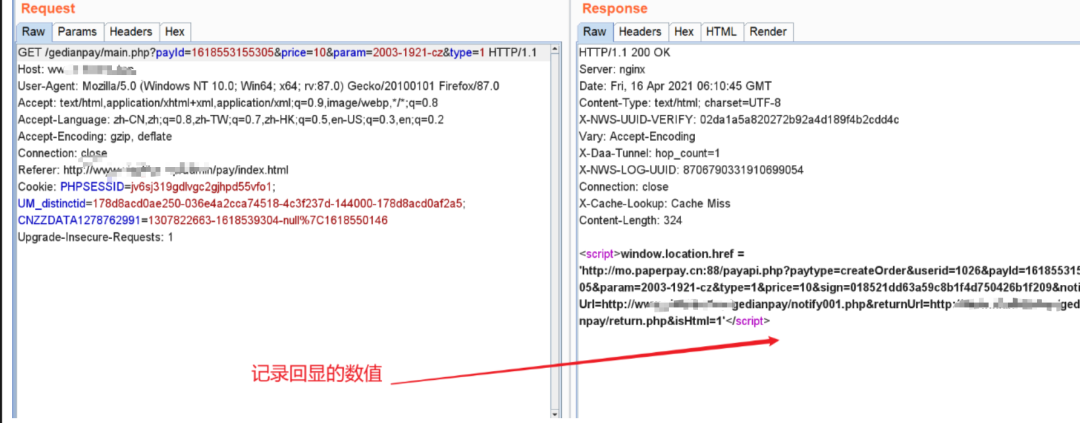 Request
Raw Params Headers Hex
GET /gedianpay/main.php?payId=1618553155305&price=10&param=2003-1921-cz&type=1 HTTP/1.1
Host: ww
User-Agent: Mozilla/5.0 (Windows NT 10.0; Win64; x64; rv:87.0) Gecko/20100101 Firefox/87.0
Accept: text/html,application/xhtml+xml,application/xml;q=0.9,image/webp,*/*;q=0.8
Accept-Language: zh-CN,zh;q=0.8,zh-TW;q=0.7,zh-HK;q=0.5,en-US;q=0.3,en;q=0.2
Accept-Encoding: gzip, deflate
Connection: close
Referer: http://www. /pay/index.html
Cookie: PHPSESSID=jv6sj319gdlvgc2gjhpd55vfo1;
UM_distinctid=178d8acd0ae250-036e4a2cca74518-4c3f237d-144000-178d8acd0af2a5;
CNZZDATA1278762991=1307822663-1618539304-null%7C1618550146
Upgrade-Insecure-Requests: 1
Response
Raw Headers Hex HTML Render
HTTP/1.1 200 OK
Server: nginx
Date: Fri, 16 Apr 2021 06:10:45 GMT
Content-Type: text/html; charset=UTF-8
X-NWS-UUID-VERIFY: 02da1a5a820272b92a4d189f4b2cdd4c
Vary: Accept-Encoding
X-Daa-Tunnel: hop_count=1
X-NWS-LOG-UUID: 8706790331910699054
Connection: close
X-Cache-Lookup: Cache Miss
Content-Length: 324
<script>window.location.href =
'http://mo.paperpay.cn:88/payapi.php?paytype=createOrder&userid=1026&payId=161855315
05&param=2003-1921-cz&type=1&price=10&sign=018521dd63a59c8b1f4d750426b1f209&noti
Url=http://ww gedianpay/notify001.php&returnUrl=http: /ged
npay/return.php&isHtml=1'</script>
记录回显的数值